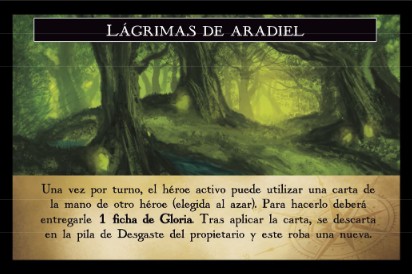 LÁGRIMAS DE ARADIEL
Una vez por turno, el héroe activo puede utilizar una carta de
la mano de otro héroe (elegida al azar). Para hacerlo deberá
entregarle 1 ficha de Gloria. Tras aplicar la carta, se descarta
en la pila de Desgaste del propietario y este roba una nueva.